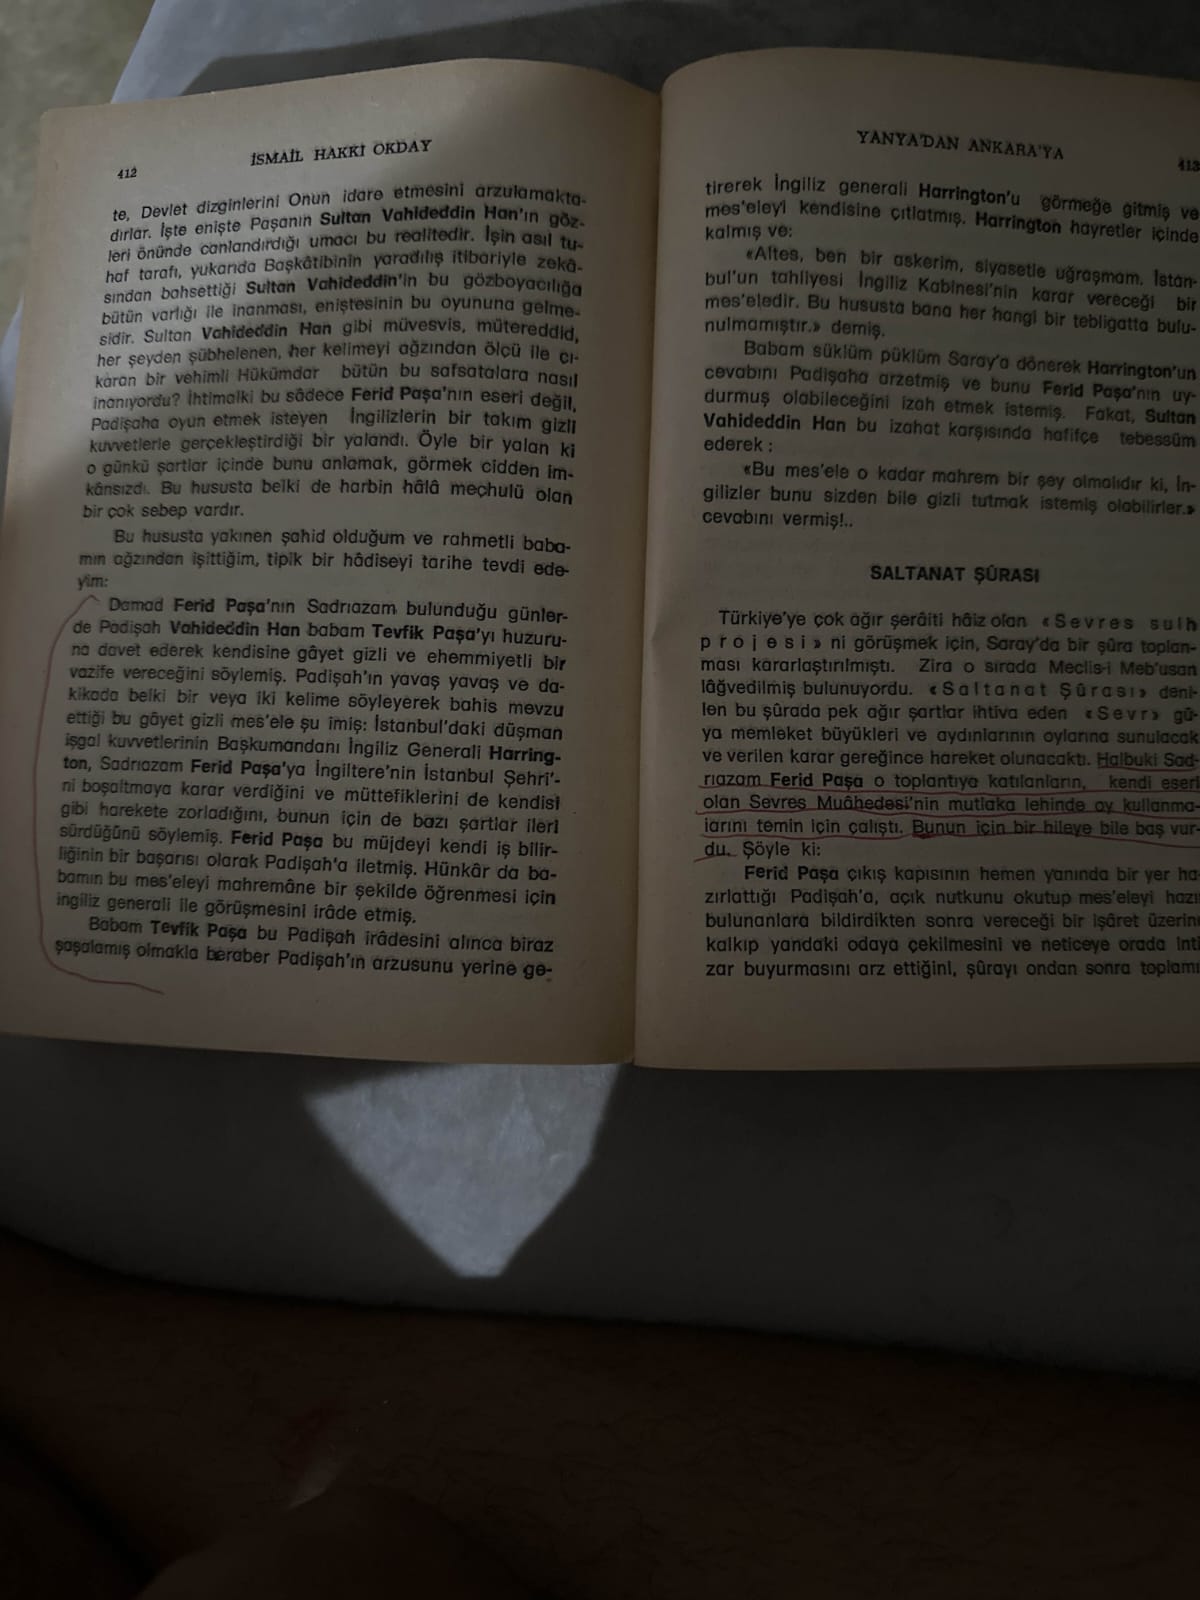 412
İSMAİL HAKKI OKDAY
te, Devlet dizginlerini Onun idare etmesini arzulamakta-
dırlar. İşte enişte Paşanın Sultan Vahideddin Han'ın göz-
leri önünde canlandırdığı umacı bu realitedir. İşin asıl tu-
haf tarafı, yukarıda Başkâtibinin yaradılış itibariyle zekâ-
sından bahsettiği Sultan Vahideddin'in bu gözboyacılığa
bütün varlığı ile inanması, eniştesinin bu oyununa gelme-
sidir. Sultan Vahideddin Han gibi müvesvis, mütereddid,
her şeyden şübhelenen, her kelimeyi ağzından ölçü ile çı-
karan bir vehimli Hükümdar bütün bu safsatalara nasıl
inanıyordu? İhtimalki bu sâdece Ferid Paşa'nın eseri değil,
Padişaha oyun etmek isteyen İngilizlerin bir takım gizli
kuvvetlerle gerçekleştirdiği bir yalandı. Öyle bir yalan ki
o günkü şartlar içinde bunu anlamak, görmek cidden im-
kânsızdı. Bu hususta belki de harbin hâlâ meçhulü olan
bir çok sebep vardır.
Bu hususta yakınen şahid olduğum ve rahmetli baba-
mın ağzından işittiğim, tipik bir hâdiseyi tarihe tevdi ede-
yim:
Damad Ferid Paşa'nın Sadrıazam bulunduğu günler-
de Padişah Vahideddin Han babam Tevfik Paşa'yı huzuru-
na davet ederek kendisine gâyet gizli ve ehemmiyetli bir
vazife vereceğini söylemiş. Padişah'ın yavaş yavaş ve da-
kikada belki bir veya iki kelime söyleyerek bahis mevzu
ettiği bu gâyet gizli mes'ele şu imiş: İstanbul'daki düşman
işgal kuvvetlerinin Başkumandanı İngiliz Generali Harring-
ton, Sadrıazam Ferid Paşa'ya İngiltere'nin İstanbul Şehri'-
ni boşaltmaya karar verdiğini ve müttefiklerini de kendisi
gibi harekete zorladığını, bunun için de bazı şartlar ileri
sürdüğünü söylemiş. Ferid Paşa bu müjdeyi kendi iş bilir-
liğinin bir başarısı olarak Padişah'a iletmiş. Hünkâr da ba-
bamın bu mes'eleyi mahremâne bir şekilde öğrenmesi için
ingiliz generali ile görüşmesini irâde etmiş.
Babam Tevfik Paşa bu Padişah irâdesini alınca biraz
şaşalamış olmakla beraber Padişah'ın arzusunu yerine ge-
YANYA'DAN ANKARA'YA
413
tirerek İngiliz generali Harrington'u görmeğe gitmiş ve
mes'eleyi kendisine çıtlatmış. Harrington hayretler içinde
kalmış ve:
«Altes, ben bir askerim, siyasetle uğraşmam. İstan-
bul'un tahliyesi İngiliz Kabinesi'nin karar vereceği bir
mes'eledir. Bu hususta bana her hangi bir tebligatta bulu-
nulmamıştır.» demiş.
Babam süklüm püklüm Saray'a dönerek Harrington'un
cevabını Padişaha arzetmiş ve bunu Ferid Paşa'nın uy-
durmuş olabileceğini izah etmek istemiş. Fakat, Sultan
Vahideddin Han bu izahat karşısında hafifçe tebessüm
ederek :
«Bu mes'ele o kadar mahrem bir şey olmalıdır ki, İn-
gilizler bunu sizden bile gizli tutmak istemiş olabilirler.»
cevabını vermiş!..
SALTANAT ŞÛRASI
Türkiye'ye çok ağır şerâiti hâiz olan «Sevres sulh
projesi» ni görüşmek için, Saray'da bir şûra toplan-
ması kararlaştırılmıştı. Zira o sırada Meclis-i Meb'usan
lâğvedilmiş bulunuyordu. «Saltanat Şûrası» deni-
len bu şûrada pek ağır şartlar ihtiva eden «Sevr» gû-
ya memleket büyükleri ve aydınlarının oylarına sunulacak
ve verilen karar gereğince hareket olunacaktı. Halbuki Sad-
rıazam Ferid Paşa o toplantıya katılanların, kendi eseri
olan Sevres Muâhedesi'nin mutlaka lehinde oy kullanma-
larını temin için çalıştı. Bunun için bir hileye bile baş vur-
du. Şöyle ki:
Ferid Paşa çıkış kapısının hemen yanında bir yer ha-
zırlattığı Padişah'a, açık nutkunu okutup mes'eleyi hazı
bulunanlara bildirdikten sonra vereceği bir işâret üzerin
kalkıp yandaki odaya çekilmesini ve neticeye orada inti
zar buyurmasını arz ettiğini, şûrayı ondan sonra toplamı